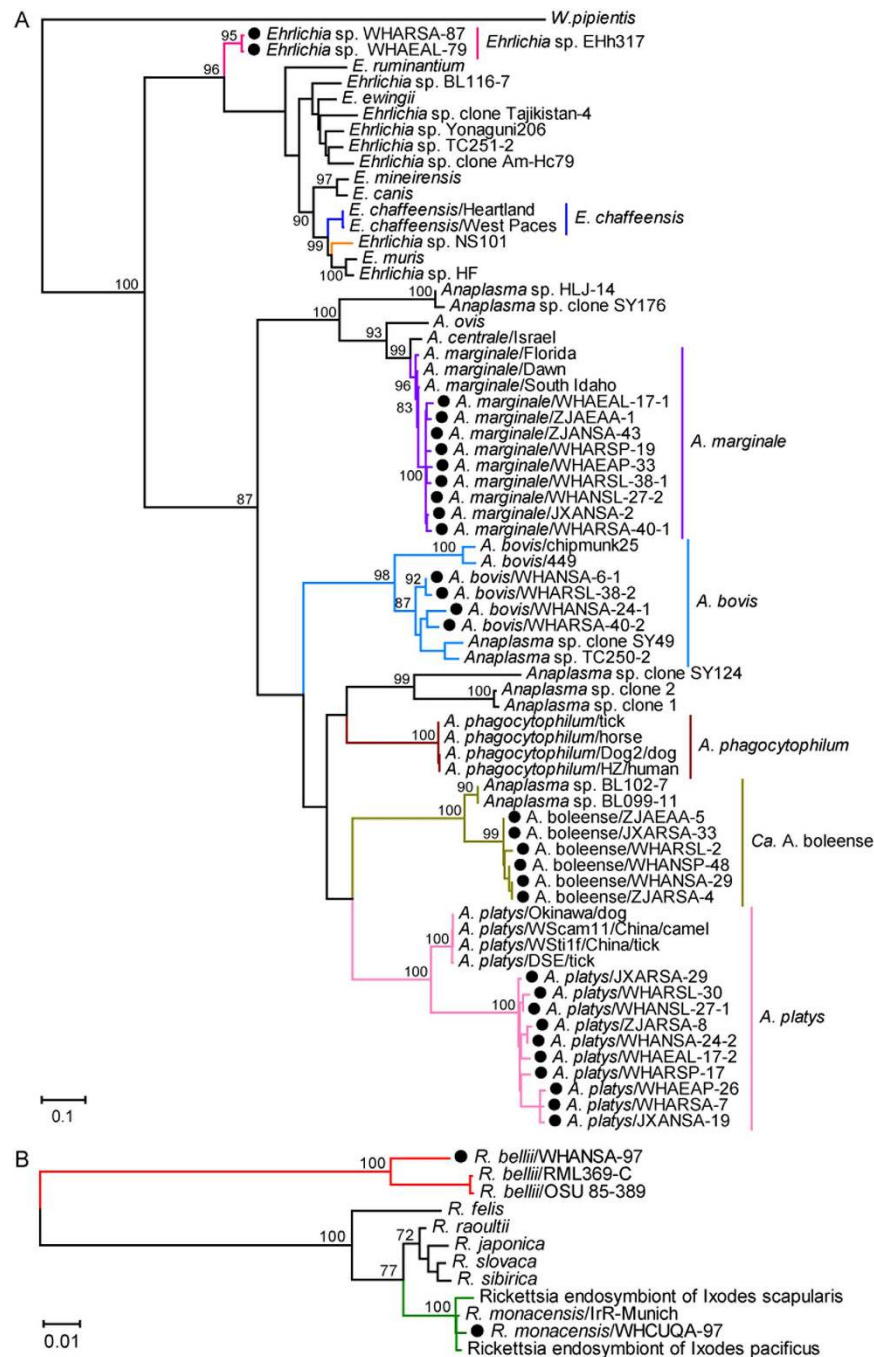 A
W.pipientis
95
Ehrlichia sp. WHARSA-87
Ehrlichia sp. WHAEAL-79
Ehrlichia sp. EHh317
96
E. ruminantium
Ehrlichia sp. BL116-7
E. ewingii
Ehrlichia sp. clone Tajikistan-4
Ehrlichia sp. Yonaguni206
Ehrlichia sp. TC251-2
Ehrlichia sp. clone Am-Hc79
97
E. mineirensis
E. canis
90
E. chaffeensis/Heartland
E. chaffeensis/West Paces
E. chaffeensis
99
Ehrlichia sp. NS101
E. muris
100
Ehrlichia sp. HF
100
100
Anaplasma sp. HLJ-14
Anaplasma sp. clone SY176
100
93
A. ovis
A. centrale/Israel
99
A. marginale/Florida
A. marginale/Dawn
96
A. marginale/South Idaho
83
A. marginale/WHAEAL-17-1
A. marginale/ZJAEAA-1
A. marginale/ZJANSA-43
A. marginale
A. marginale/WHARSP-19
A. marginale/WHAEAP-33
100
A. marginale/WHARSL-38-1
A. marginale/WHANSL-27-2
87
A. marginale/JXANSA-2
A. marginale/WHARSA-40-1
100
A. bovis/chipmunk25
A. bovis/449
98
92
A. bovis/WHANSA-6-1
A. bovis/WHARSL-38-2
A. bovis
87
A. bovis/WHANSA-24-1
A. bovis/WHARSA-40-2
Anaplasma sp. clone SY49
Anaplasma sp. TC250-2
99
Anaplasma sp. clone SY124
100
Anaplasma sp. clone 2
Anaplasma sp. clone 1
A. phagocytophilum/tick
100
A. phagocytophilum/horse
A. phagocytophilum
A. phagocytophilum/Dog2/dog
A. phagocytophilum/HZ/human
90
Anaplasma sp. BL102-7
Anaplasma sp. BL099-11
100
A. boleense/ZJAEAA-5
99
A. boleense/JXARSA-33
Ca. A. boleense
A. boleense/WHARSL-2
A. boleense/WHANSP-48
A. boleense/WHANSA-29
A. boleense/ZJARSA-4
A. platys/Okinawa/dog
A. platys/WScam11/China/camel
100
A. platys/WSti1f/China/tick
A. platys/DSE/tick
100
A. platys/JXARSA-29
A. platys/WHARSL-30
100
A. platys/WHANSL-27-1
A. platys
A. platys/ZJARSA-8
A. platys/WHANSA-24-2
A. platys/WHAEAL-17-2
A. platys/WHARSP-17
A. platys/WHAEAP-26
A. platys/WHARSA-7
A. platys/JXANSA-19
0.1
B
100
R. bellii/WHANSA-97
R. bellii/RML369-C
R. bellii/OSU 85-389
R. felis
100
72
R. raoultii
R. japonica
R. slovaca
77
R. sibirica
Rickettsia endosymbiont of Ixodes scapularis
100
R. monacensis/IrR-Munich
R. monacensis/WHCUQA-97
Rickettsia endosymbiont of Ixodes pacificus
0.01